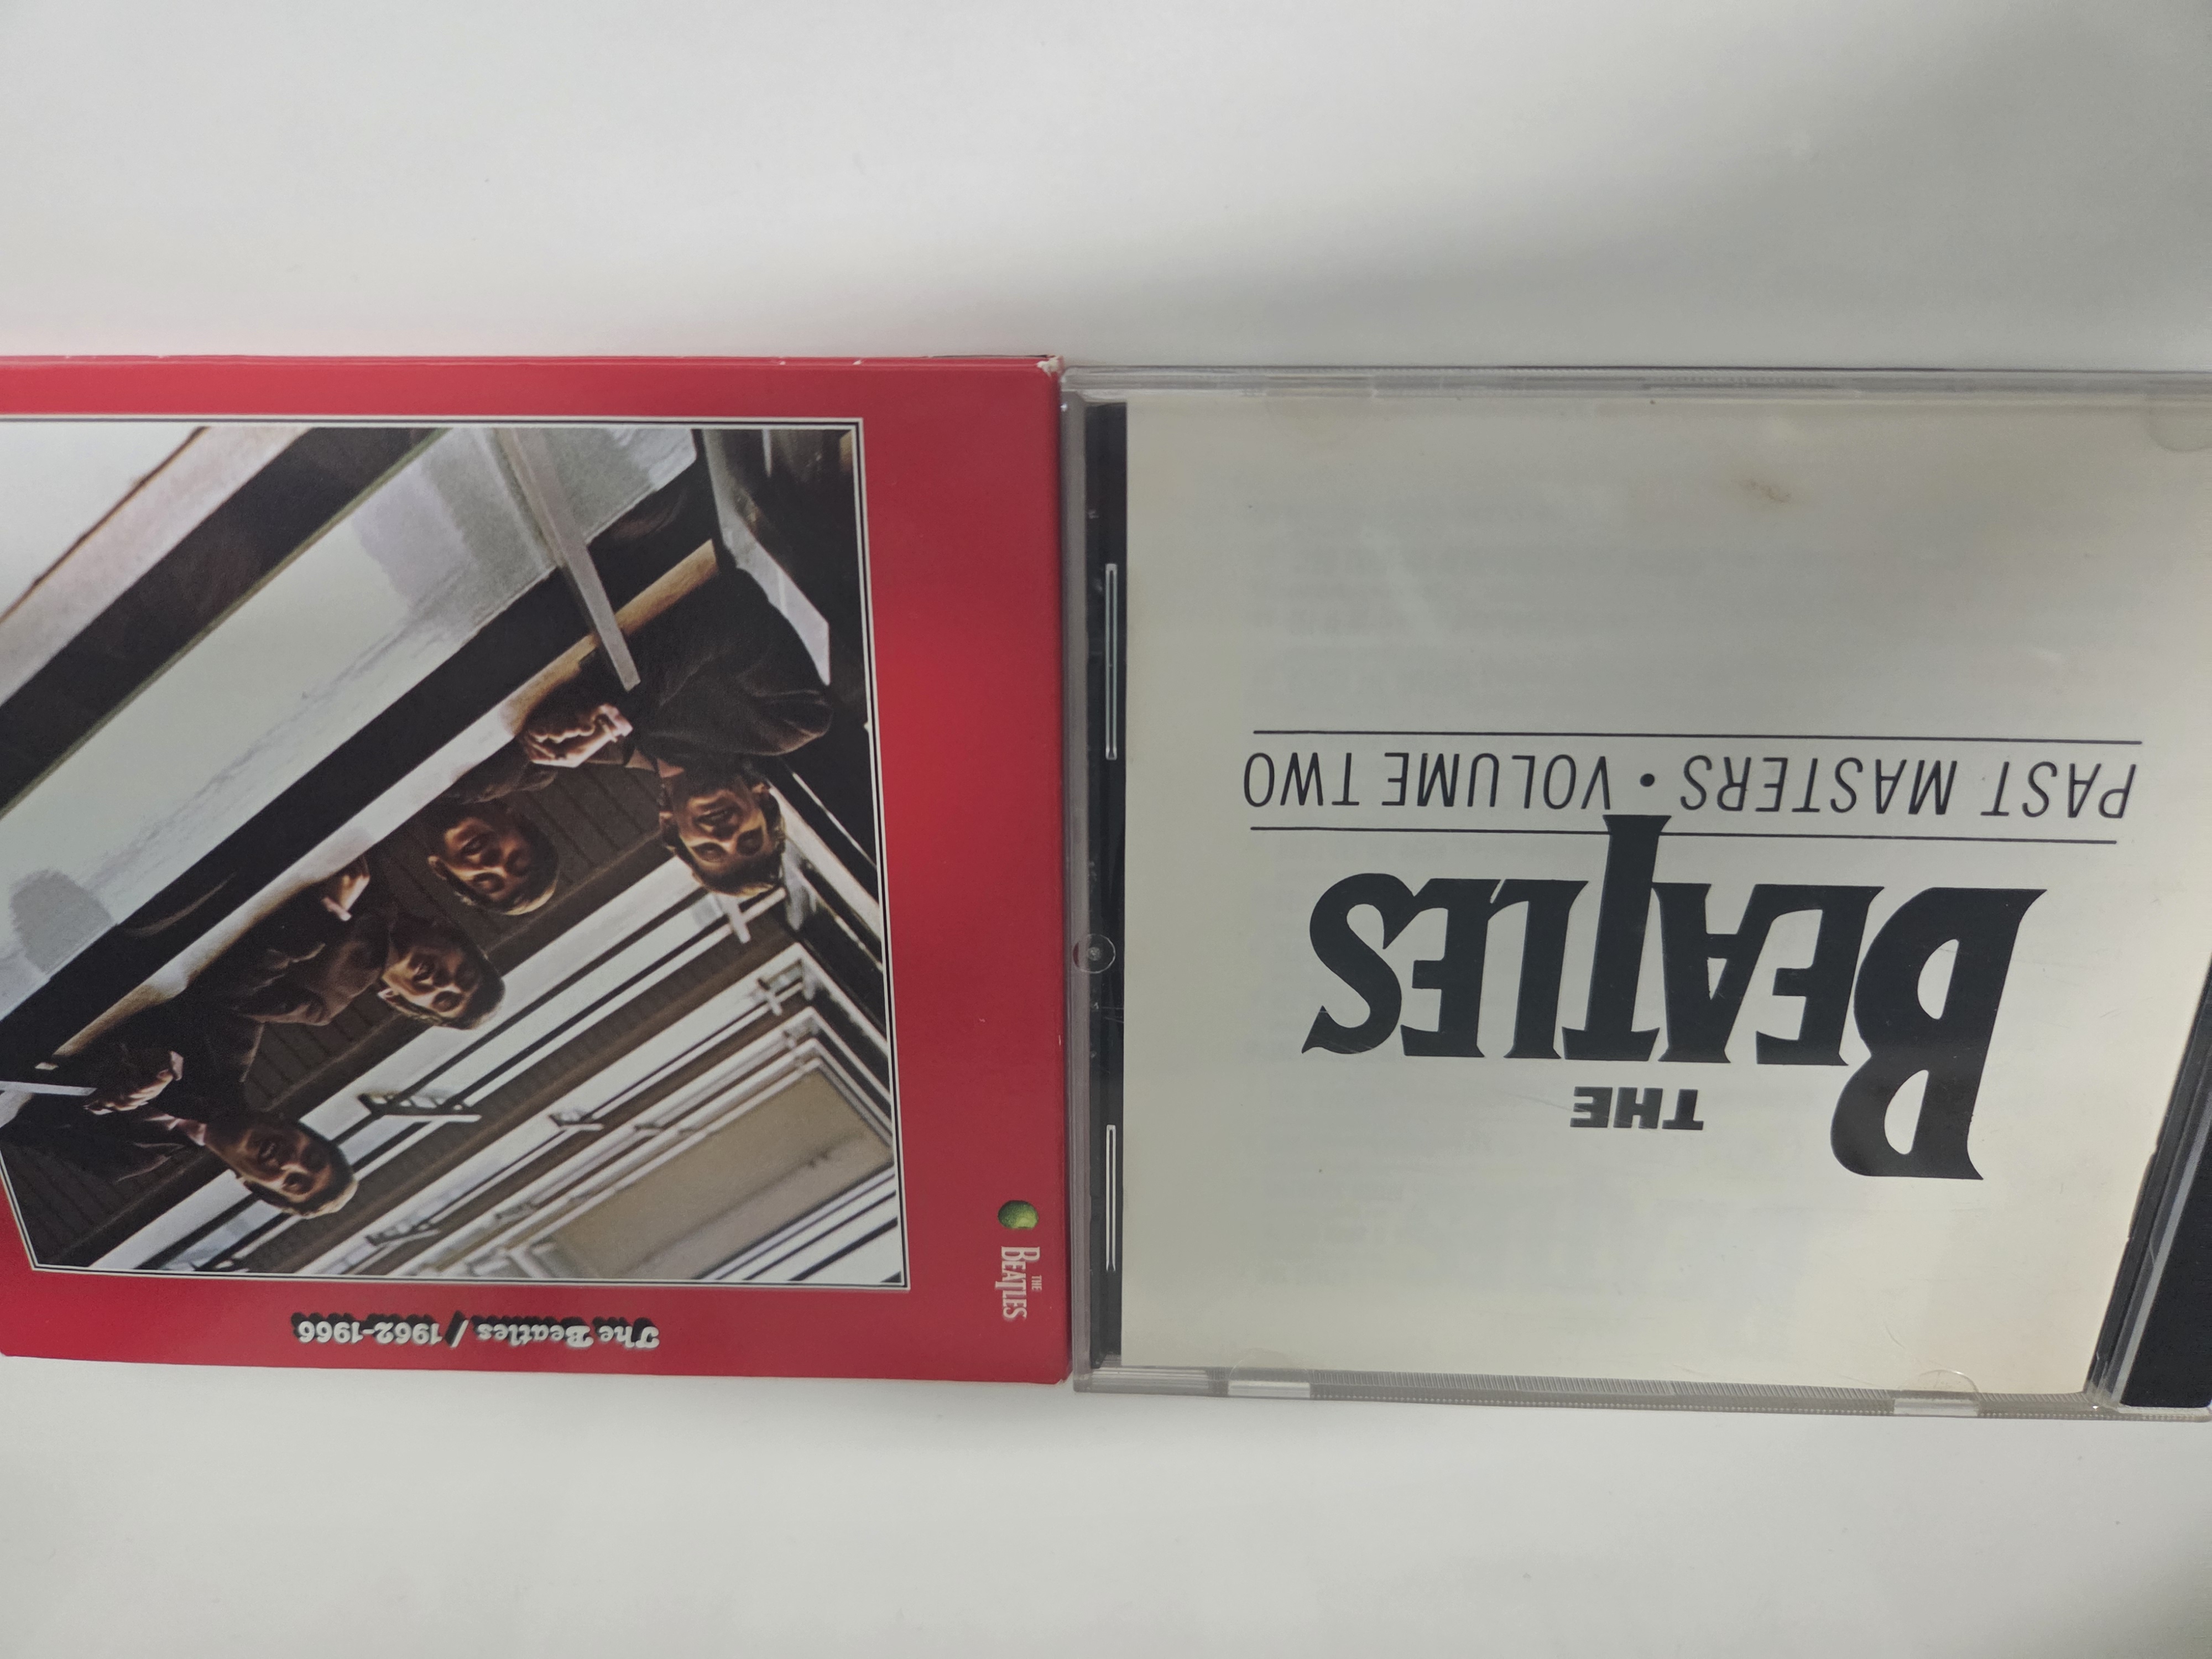 The Beatles / 1962-1966
THE
BEATLES
THE
BEATLES
PAST MASTERS • VOLUME TWO